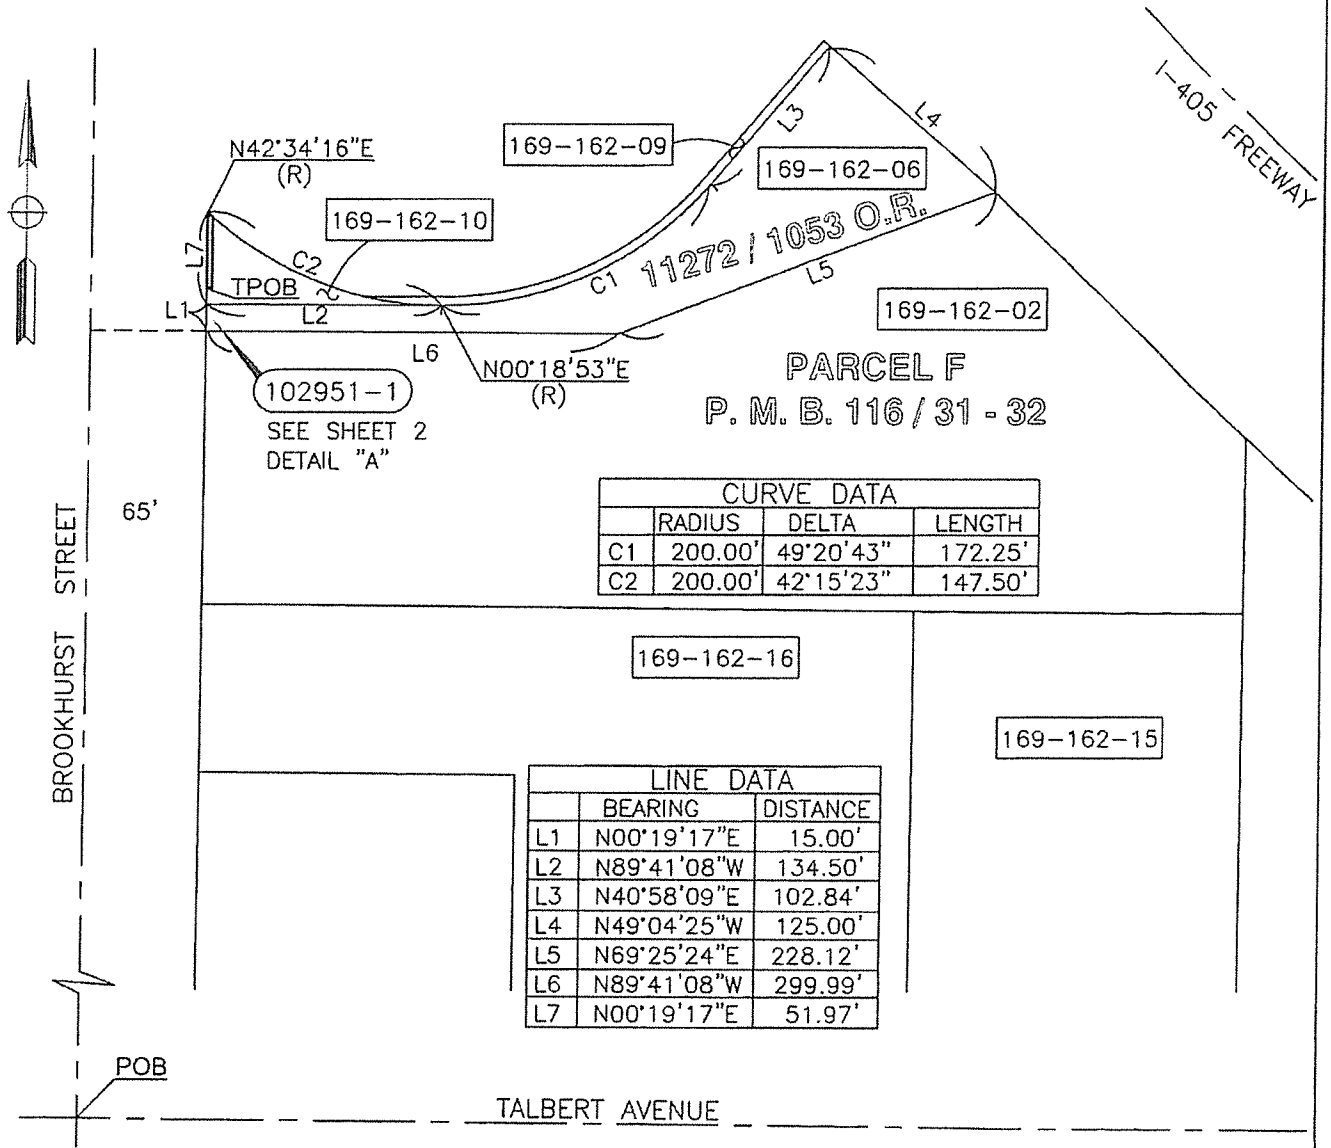 I-405 FREEWAY
N42°34'16"E
(R)
169-162-09
L3
L4
169-162-06
169-162-10
11272 / 1053 O.R.
L7
C2
C1
L5
TPOB
L1
L2
169-162-02
L6
N00°18'53"E
(R)
PARCEL F
P. M. B. 116 / 31 - 32
102951-1
SEE SHEET 2
DETAIL "A"
65'
BROOKHURST STREET
CURVE DATA
RADIUS DELTA LENGTH
C1 200.00' 49°20'43" 172.25'
C2 200.00' 42°15'23" 147.50'
169-162-16
169-162-15
LINE DATA
BEARING DISTANCE
L1 N00°19'17"E 15.00'
L2 N89°41'08"W 134.50'
L3 N40°58'09"E 102.84'
L4 N49°04'25"W 125.00'
L5 N69°25'24"E 228.12'
L6 N89°41'08"W 299.99'
L7 N00°19'17"E 51.97'
POB
TALBERT AVENUE